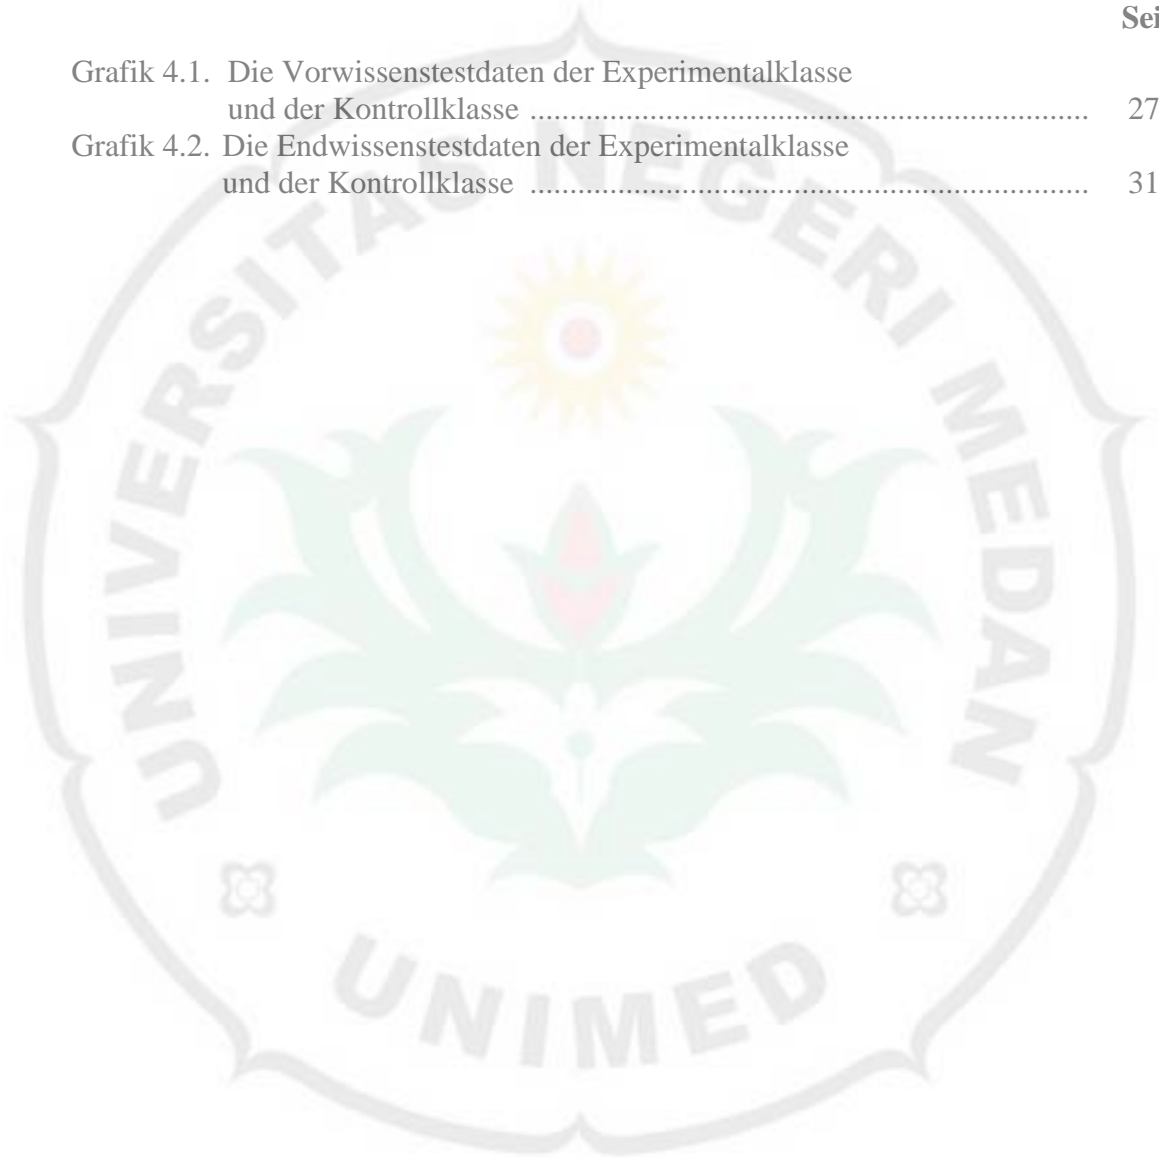 Sei
Grafik 4.1. Die Vorwissenstestdaten der Experimentalklasse
und der Kontrollklasse ........................................................... 27
Grafik 4.2. Die Endwissenstestdaten der Experimentalklasse
und der Kontrollklasse ........................................................... 31
UNIVERSITAS NEGERI MEDAN
UNIMED